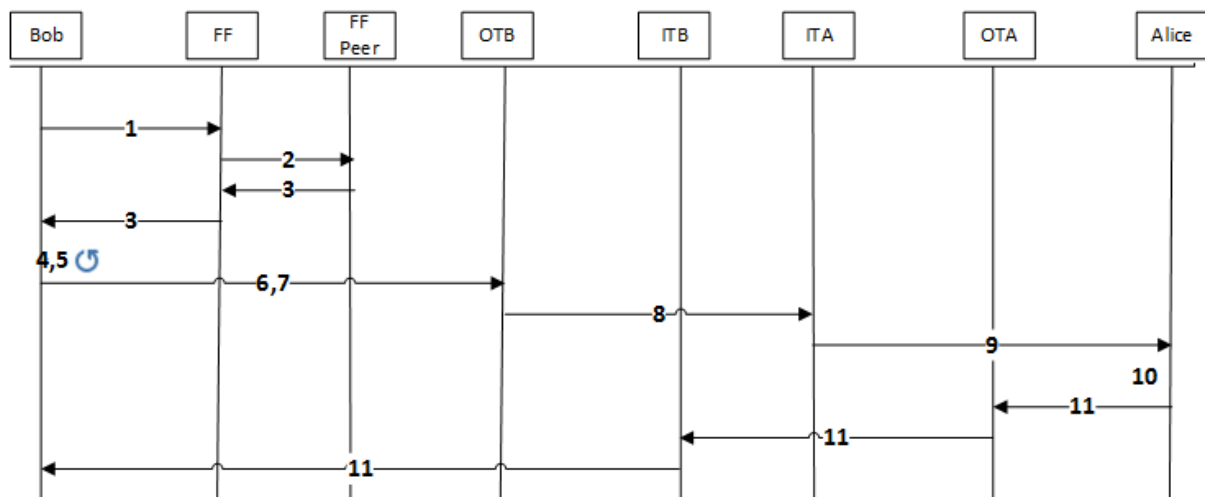 Bob
FF
FF
Peer
OTB
ITB
ITA
OTA
Alice
1
2
3
3
4,5
6,7
8
9
10
11
11
11